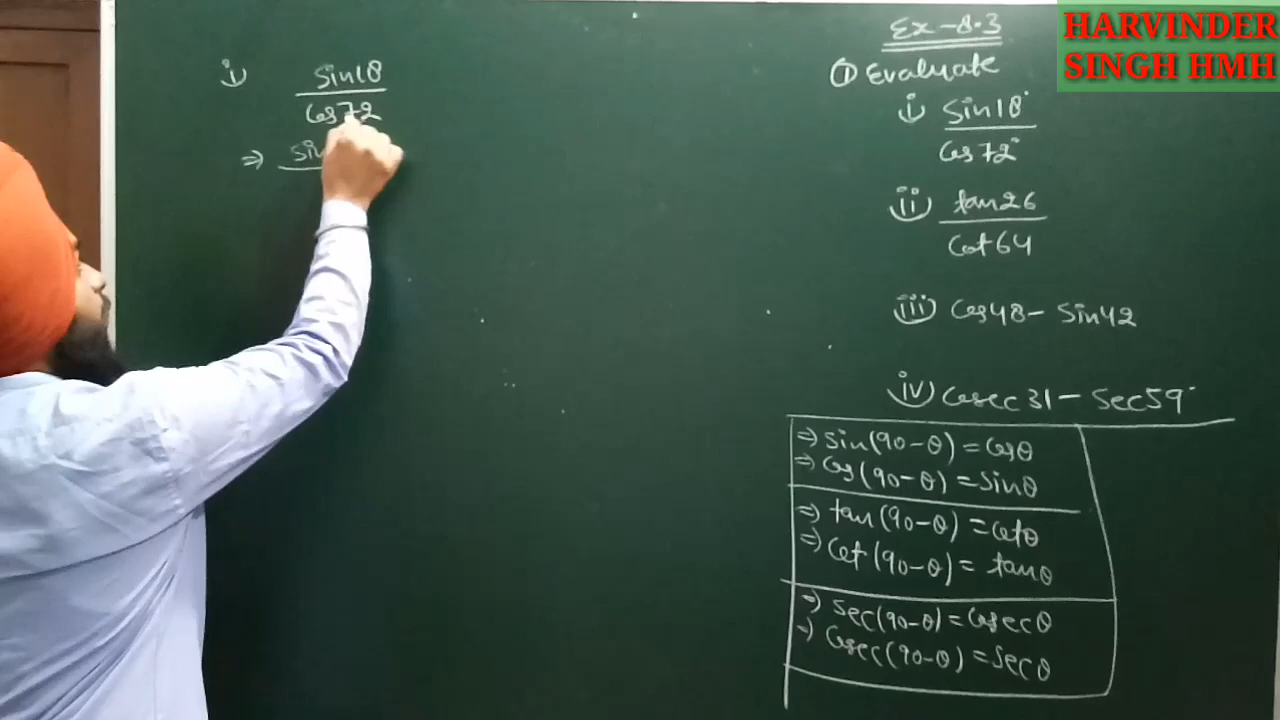 i) sin18
cos72
⇒ sin
Ex-8.3
① Evaluate
i) sin18°
cos72°
ii) tan26
cot64
iii) cos48 - sin42
iv) cosec31 - sec59°
⇒ sin(90-θ) = cosθ
⇒ cos(90-θ) = sinθ
⇒ tan(90-θ) = cotθ
⇒ cot(90-θ) = tanθ
⇒ sec(90-θ) = cosecθ
⇒ cosec(90-θ) = secθ
HARVINDER
SINGH HMH